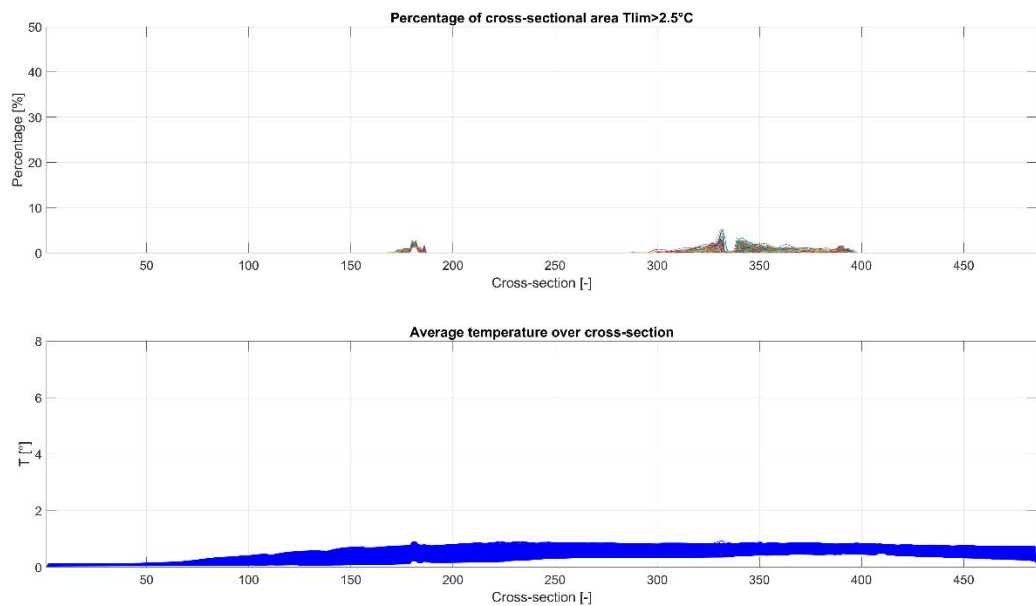 Percentage of cross-sectional area Tlim>2.5°C
50
40
30
20
10
0
Percentage [%]
50 100 150 200 250 300 350 400 450
Cross-section [-]
Average temperature over cross-section
8
6
4
2
0
T [°]
50 100 150 200 250 300 350 400 450
Cross-section [-]